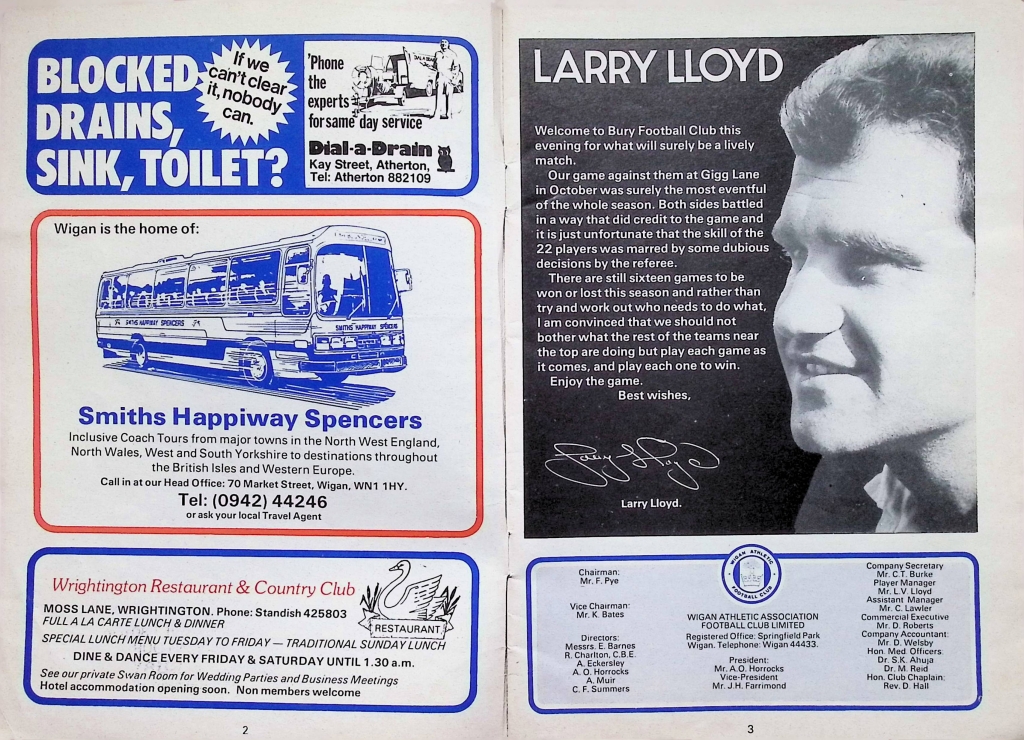 BLOCKED
DRAINS,
SINK, TOILET?
If we
can't clear
it, nobody
can.
'Phone
the
experts
for same day service
Dial-a-Drain
Kay Street, Atherton,
Tel: Atherton 882109
Wigan is the home of:
SMITHS HAPPIWAY SPENCERS
SMITHS HAPPIWAY SPENCERS
Smiths Happiway Spencers
Inclusive Coach Tours from major towns in the North West England,
North Wales, West and South Yorkshire to destinations throughout
the British Isles and Western Europe.
Call in at our Head Office: 70 Market Street, Wigan, WN1 1HY.
Tel: (0942) 44246
or ask your local Travel Agent
Wrightington Restaurant & Country Club
MOSS LANE, WRIGHTINGTON. Phone: Standish 425803
FULL A LA CARTE LUNCH & DINNER
RESTAURANT
SPECIAL LUNCH MENU TUESDAY TO FRIDAY — TRADITIONAL SUNDAY LUNCH
DINE & DANCE EVERY FRIDAY & SATURDAY UNTIL 1.30 a.m.
See our private Swan Room for Wedding Parties and Business Meetings
Hotel accommodation opening soon. Non members welcome
2
LARRY LLOYD
Welcome to Bury Football Club this
evening for what will surely be a lively
match.
Our game against them at Gigg Lane
in October was surely the most eventful
of the whole season. Both sides battled
in a way that did credit to the game and
it is just unfortunate that the skill of the
22 players was marred by some dubious
decisions by the referee.
There are still sixteen games to be
won or lost this season and rather than
try and work out who needs to do what,
I am convinced that we should not
bother what the rest of the teams near
the top are doing but play each game as
it comes, and play each one to win.
Enjoy the game.
Best wishes,
Larry Lloyd
Larry Lloyd.
Chairman:
Mr. F. Pye
Vice Chairman:
Mr. K. Bates
Directors:
Messrs. E. Barnes
R. Charlton, C.B.E.
A. Eckersley
A. O. Horrocks
A. Muir
C. F. Summers
WIGAN ATHLETIC
FOOTBALL CLUB
WIGAN ATHLETIC ASSOCIATION
FOOTBALL CLUB LIMITED
Registered Office: Springfield Park
Wigan. Telephone: Wigan 44433.
President:
Mr. A.O. Horrocks
Vice-President
Mr. J.H. Farrimond
Company Secretary
Mr. C.T. Burke
Player Manager
Mr. L.V. Lloyd
Assistant Manager
Mr. C. Lawler
Commercial Executive
Mr. D. Roberts
Company Accountant:
Mr. D. Welsby
Hon. Med. Officers:
Dr. S.K. Ahuja
Dr. M. Reid
Hon. Club Chaplain:
Rev. D. Hall
3